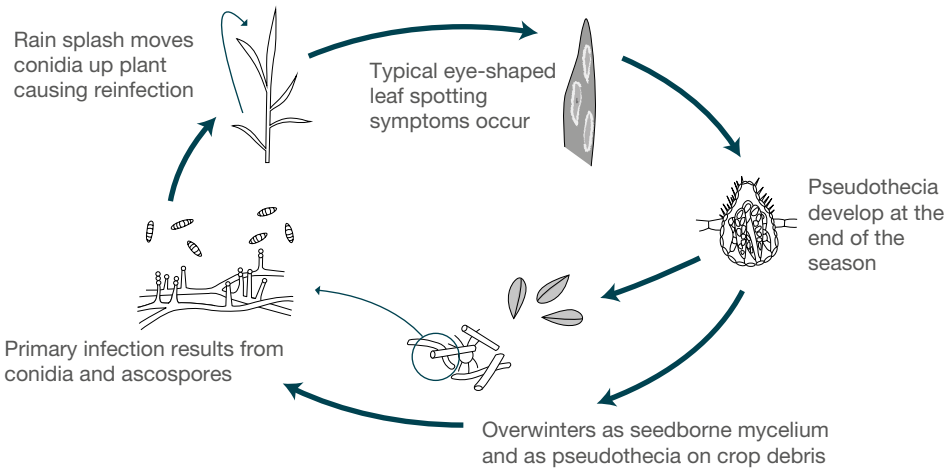 Rain splash moves
conidia up plant
causing reinfection
Typical eye-shaped
leaf spotting
symptoms occur
Pseudothecia
develop at the
end of the
season
Primary infection results from
conidia and ascospores
Overwinters as seedborne mycelium
and as pseudothecia on crop debris